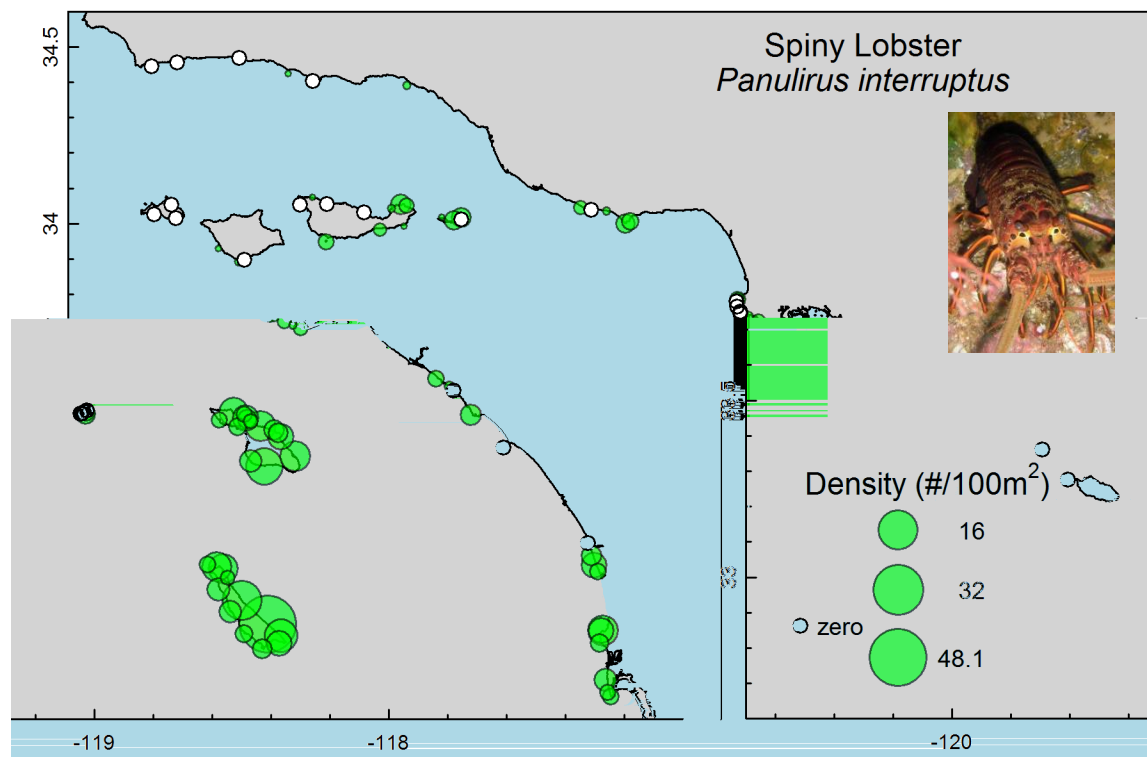 34.5
Spiny Lobster
Panulirus interruptus
34
Density (#/100m²)
16
32
zero
48.1
-119
-118
-120